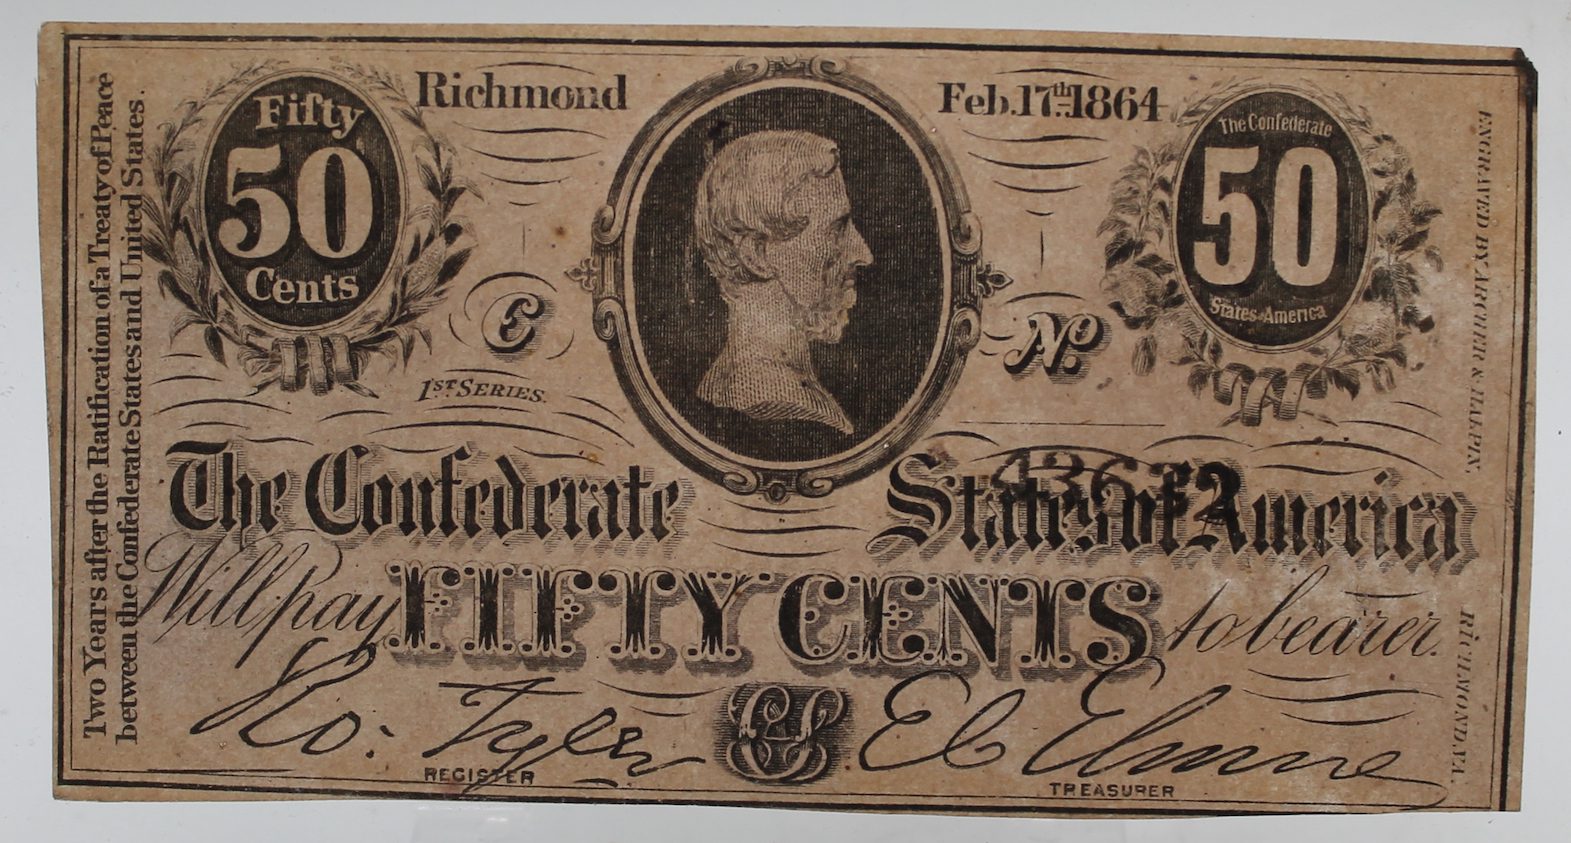 Two Years after the Ratification of a Treaty of Peace
between the Confederate States and United States.
Fifty
50
Cents
Richmond
Feb. 17th 1864
The Confederate
50
States America
C
1ST SERIES.
No.
The Confederate States of America
Will pay FIFTY CENTS to bearer.
Ro: Tyler
REGISTER
CS
E C Elmore
TREASURER
ENGRAVED BY ARCHER & HALPIN.
RICHMOND, VA.